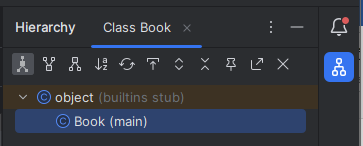 Hierarchy Class Book
object (builtins stub)
Book (main)